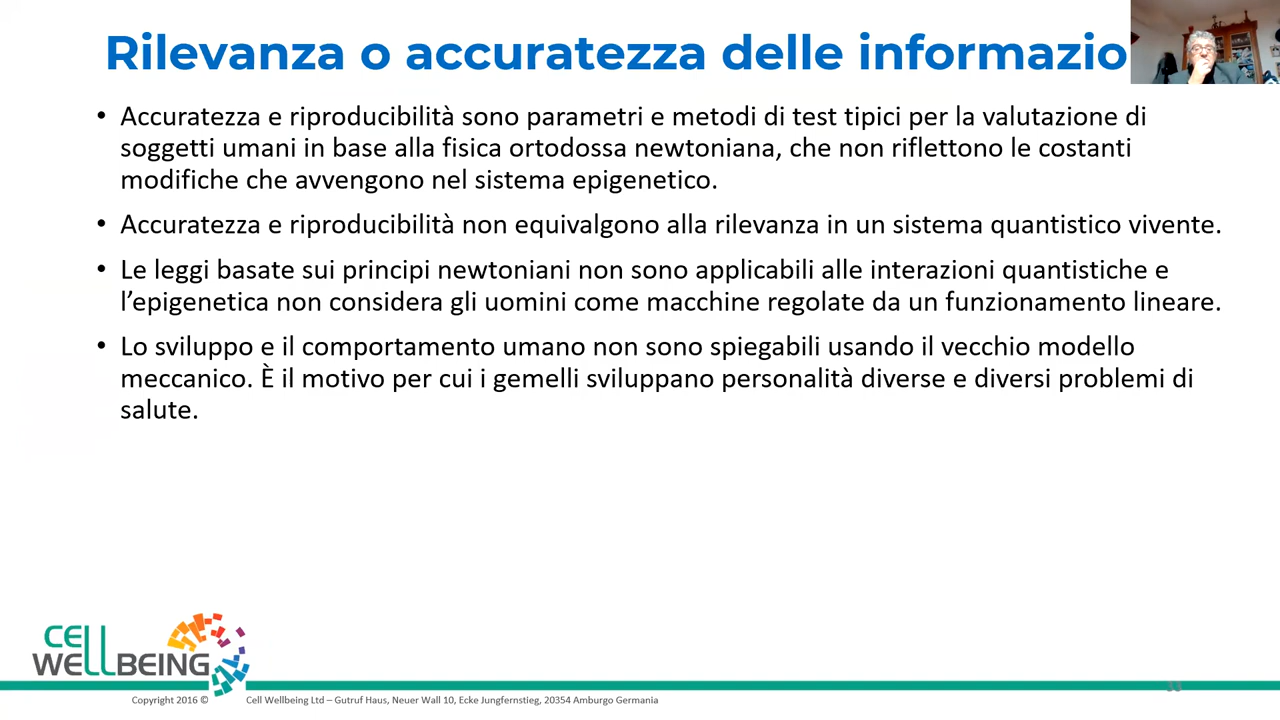 Rilevanza o accuratezza delle informazio
• Accuratezza e riproducibilità sono parametri e metodi di test tipici per la valutazione di
soggetti umani in base alla fisica ortodossa newtoniana, che non riflettono le costanti
modifiche che avvengono nel sistema epigenetico.
• Accuratezza e riproducibilità non equivalgono alla rilevanza in un sistema quantistico vivente.
• Le leggi basate sui principi newtoniani non sono applicabili alle interazioni quantistiche e
l’epigenetica non considera gli uomini come macchine regolate da un funzionamento lineare.
• Lo sviluppo e il comportamento umano non sono spiegabili usando il vecchio modello
meccanico. È il motivo per cui i gemelli sviluppano personalità diverse e diversi problemi di
salute.
CELL
WELLBEING
Copyright 2016 © Cell Wellbeing Ltd – Gutruf Haus, Neuer Wall 10, Ecke Jungfernstieg, 20354 Amburgo Germania